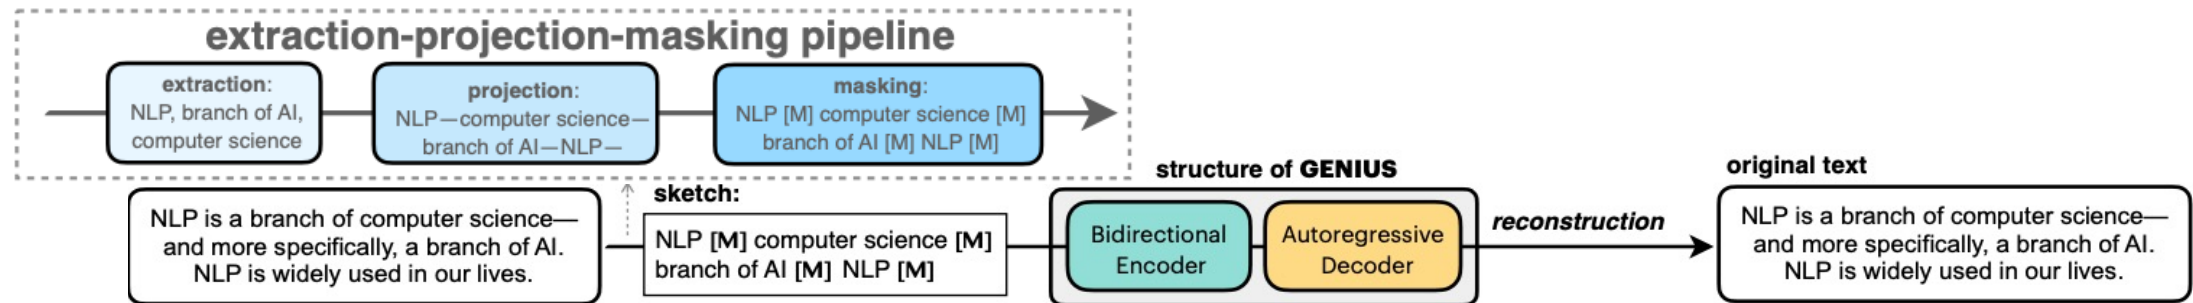 extraction-projection-masking pipeline
extraction:
NLP, branch of AI,
computer science
projection:
NLP—computer science—
branch of AI—NLP—
masking:
NLP [M] computer science [M]
branch of AI [M] NLP [M]
NLP is a branch of computer science—
and more specifically, a branch of AI.
NLP is widely used in our lives.
sketch:
NLP [M] computer science [M]
branch of AI [M] NLP [M]
structure of GENIUS
Bidirectional
Encoder
Autoregressive
Decoder
reconstruction
original text
NLP is a branch of computer science—
and more specifically, a branch of AI.
NLP is widely used in our lives.